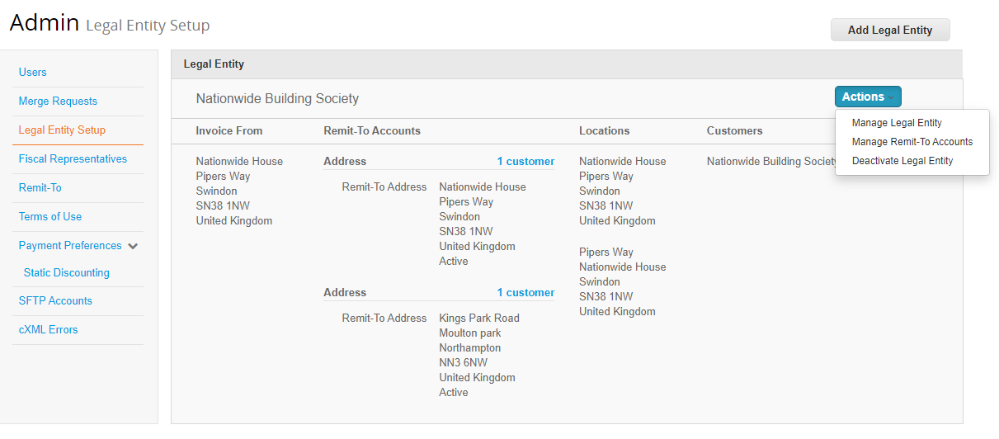 Admin Legal Entity Setup
Add Legal Entity
Users
Merge Requests
Legal Entity Setup
Fiscal Representatives
Remit-To
Terms of Use
Payment Preferences
Static Discounting
SFTP Accounts
cXML Errors
Legal Entity
Nationwide Building Society
Actions
Manage Legal Entity
Manage Remit-To Accounts
Deactivate Legal Entity
Invoice From
Nationwide House
Pipers Way
Swindon
SN38 1NW
United Kingdom
Remit-To Accounts
Address 1 customer
Remit-To Address Nationwide House
Pipers Way
Swindon
SN38 1NW
United Kingdom
Active
Address 1 customer
Remit-To Address Kings Park Road
Moulton park
Northampton
NN3 6NW
United Kingdom
Active
Locations
Nationwide House
Pipers Way
Swindon
SN38 1NW
United Kingdom
Pipers Way
Nationwide House
Swindon
SN38 1NW
United Kingdom
Customers
Nationwide Building Society